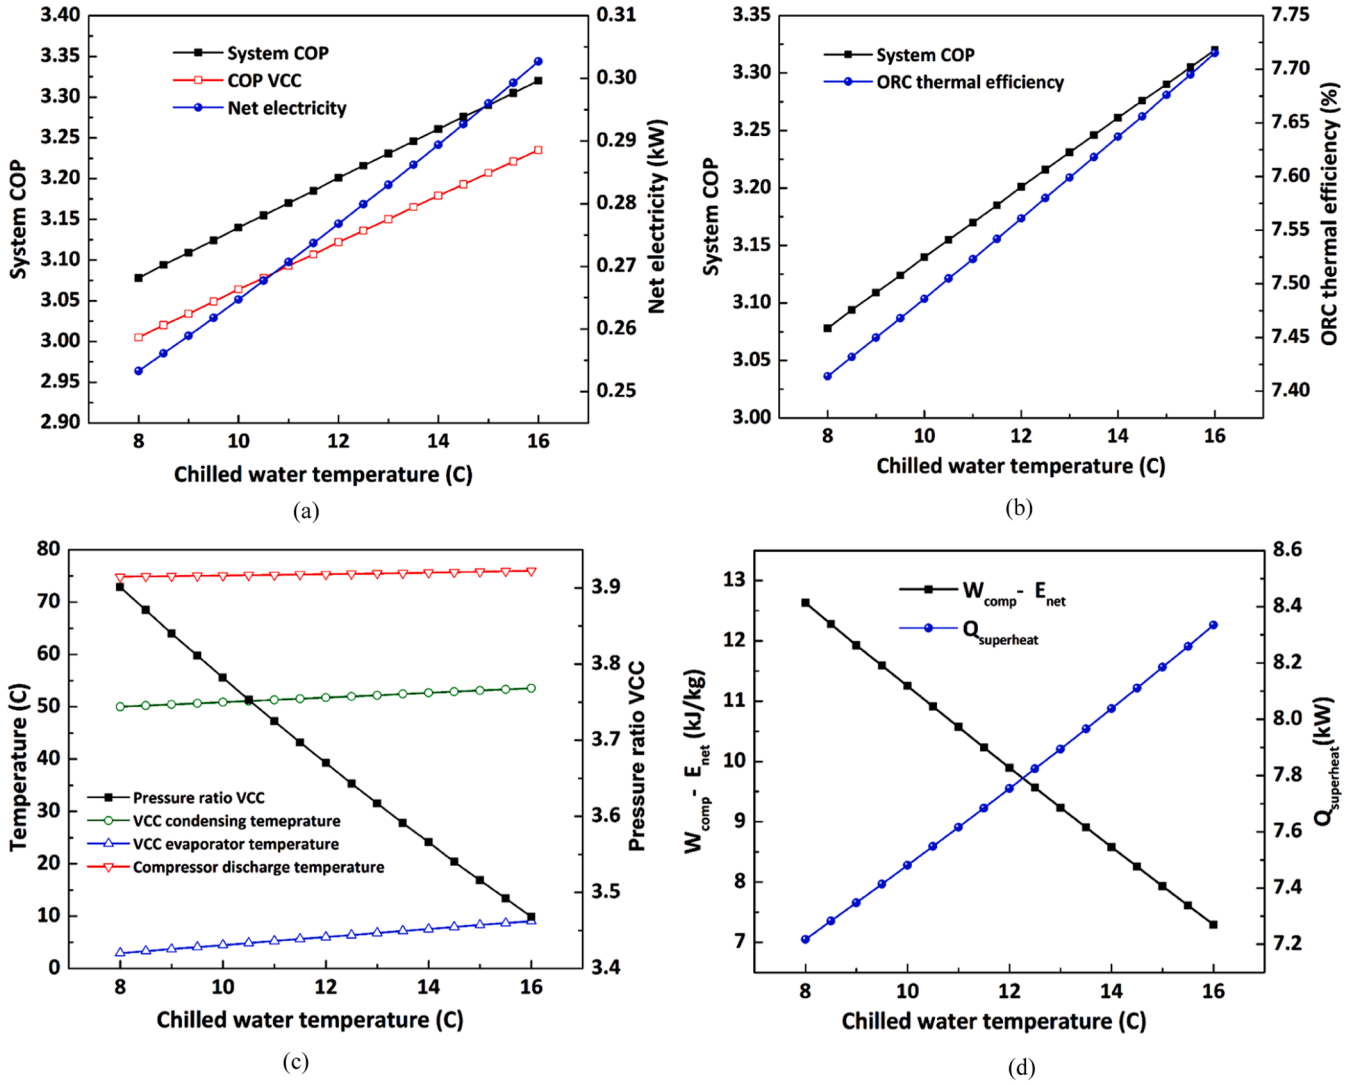 3.40
3.35
3.30
3.25
3.20
3.15
3.10
3.05
3.00
2.95
2.90
System COP
System COP
COP VCC
Net electricity
0.31
0.30
0.29
0.28
0.27
0.26
0.25
Net electricity (kW)
8 10 12 14 16
Chilled water temperature (C)
(a)
3.35
3.30
3.25
3.20
3.15
3.10
3.05
3.00
System COP
System COP
ORC thermal efficiency
7.75
7.70
7.65
7.60
7.55
7.50
7.45
7.40
ORC thermal efficiency (%)
8 10 12 14 16
Chilled water temperature (C)
(b)
80
70
60
50
40
30
20
10
0
Temperature (C)
Pressure ratio VCC
VCC condensing temeprature
VCC evaporator temperature
Compressor discharge temperature
3.9
3.8
3.7
3.6
3.5
3.4
Pressure ratio VCC
8 10 12 14 16
Chilled water temperature (C)
(c)
13
12
11
10
9
8
7
Wcomp- Enet (kJ/kg)
Wcomp- Enet
Qsuperheat
8.6
8.4
8.2
8.0
7.8
7.6
7.4
7.2
Qsuperheat(kW)
8 10 12 14 16
Chilled water temperature (C)
(d)